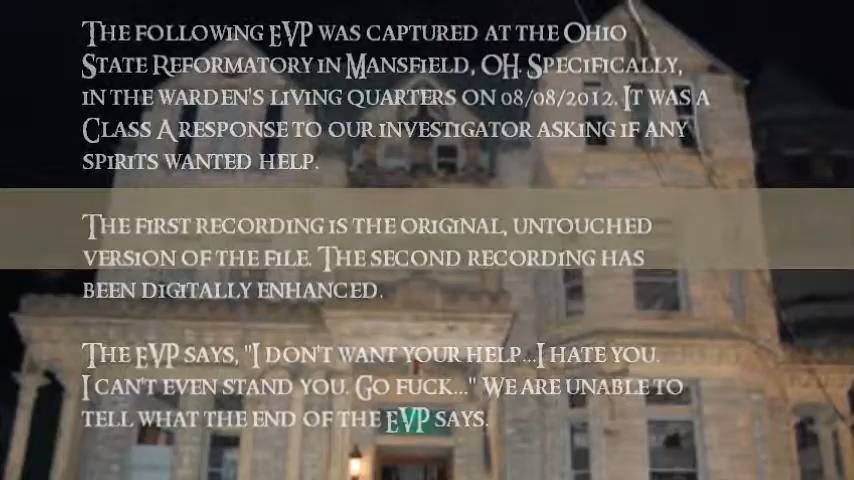 The following EVP was captured at the Ohio
State Reformatory in Mansfield, OH. Specifically,
in the warden's living quarters on 08/08/2012. It was a
Class A response to our investigator asking if any
spirits wanted help.
The first recording is the original, untouched
version of the file. The second recording has
been digitally enhanced.
The EVP says, "I don't want your help...I hate you.
I can't even stand you. Go fuck..." We are unable to
tell what the end of the EVP says.